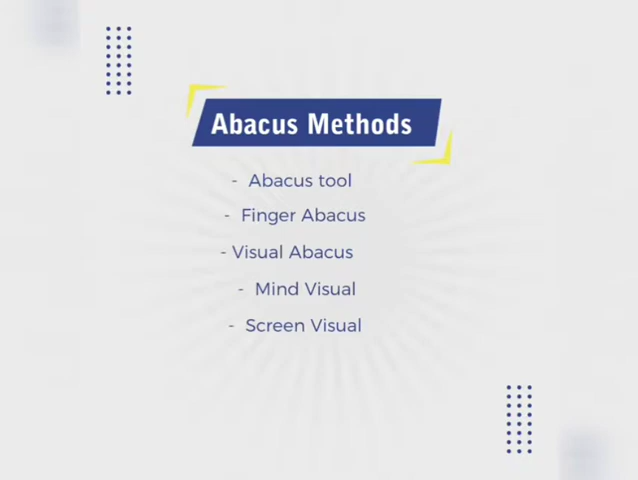 Abacus Methods
- Abacus tool
- Finger Abacus
- Visual Abacus
- Mind Visual
- Screen Visual